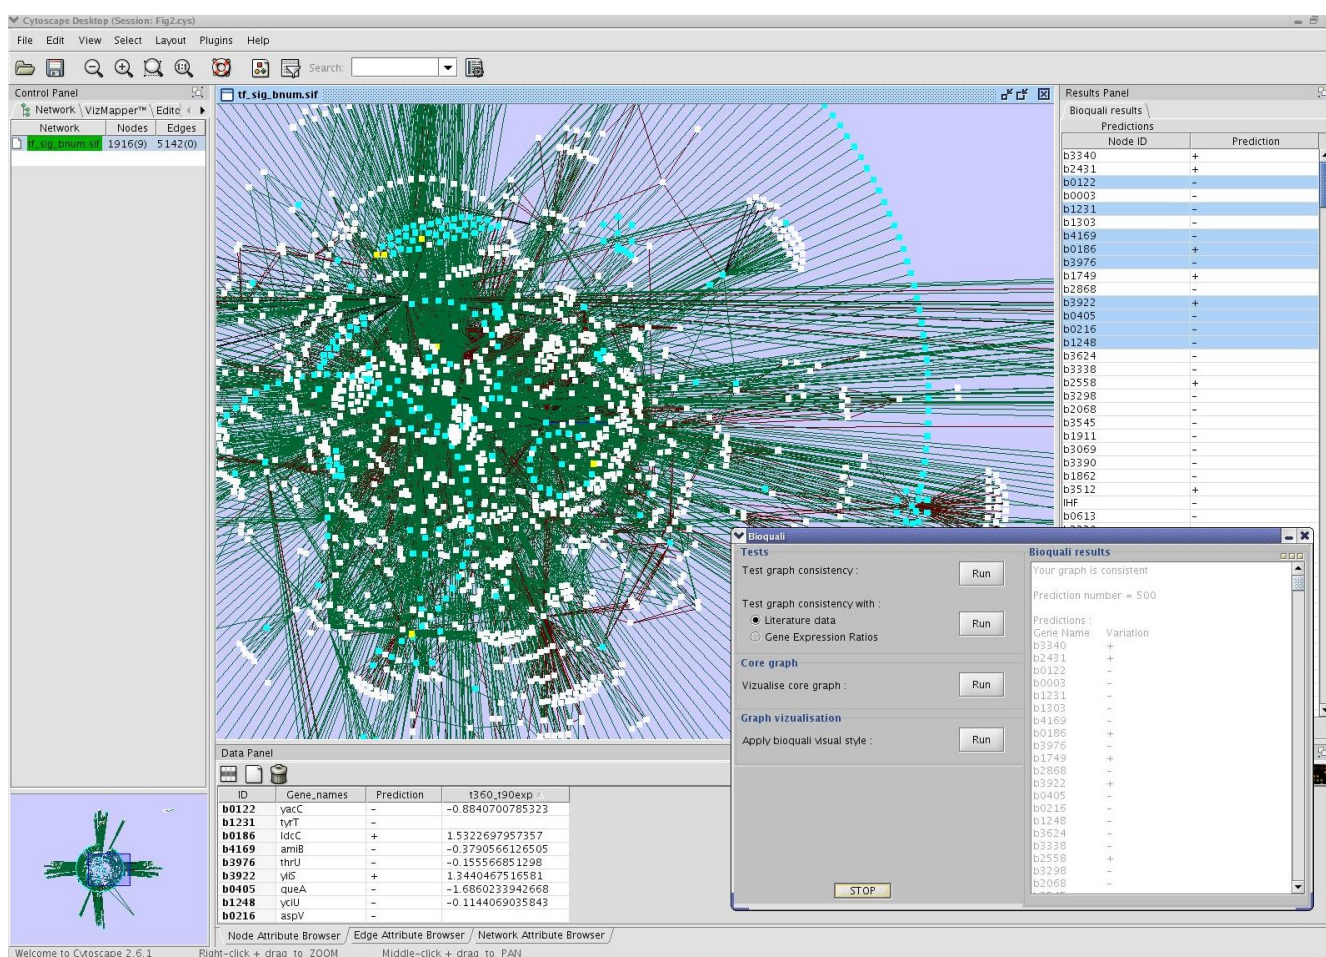 Cytoscape Desktop (Session: Fig2.cys)
File Edit View Select Layout Plugins Help
Search:
Control Panel
Network VizMapper™ Edito
Network Nodes Edges
tf_sig_bnum.sif 1916(9) 5142(0)
tf_sig_bnum.sif
Results Panel
Bioquali results
Predictions
Node ID Prediction
b3340 +
b2431 +
b0122 -
b0003 -
b1231 -
b1303 -
b4169 -
b0186 +
b3976 -
b1749 +
b2868 -
b3922 +
b0405 -
b0216 -
b1248 -
b3624 -
b3338 -
b2558 +
b3298 -
b2068 -
b3545 -
b1911 -
b3069 -
b3390 -
b1862 -
b3512 +
IHF -
b0613 -
Bioquali
Tests
Test graph consistency : Run
Test graph consistency with :
Literature data Run
Gene Expression Ratios
Core graph
Vizualise core graph : Run
Graph vizualisation
Apply bioquali visual style : Run
STOP
Bioquali results
Your graph is consistent
Prediction number = 500
Predictions :
Gene Name Variation
b3340 +
b2431 +
b0122 -
b0003 -
b1231 -
b1303 -
b4169 -
b0186 +
b3976 -
b1749 +
b2868 -
b3922 +
b0405 -
b0216 -
b1248 -
b3624 -
b3338 -
b2558 +
b3298 -
b2068 -
Data Panel
ID Gene_names Prediction t360_t90exp
b0122 yacC - -0.8840700785323
b1231 tyrT -
b0186 ldcC + 1.5322697957357
b4169 amiB - -0.3790566126505
b3976 thrU - -0.155566851298
b3922 yiiS + 1.3440467516581
b0405 queA - -1.6860233942668
b1248 yciU - -0.1144069035843
b0216 aspV -
Node Attribute Browser Edge Attribute Browser Network Attribute Browser
Welcome to Cytoscape 2.6.1 Right-click + drag to ZOOM Middle-click + drag to PAN